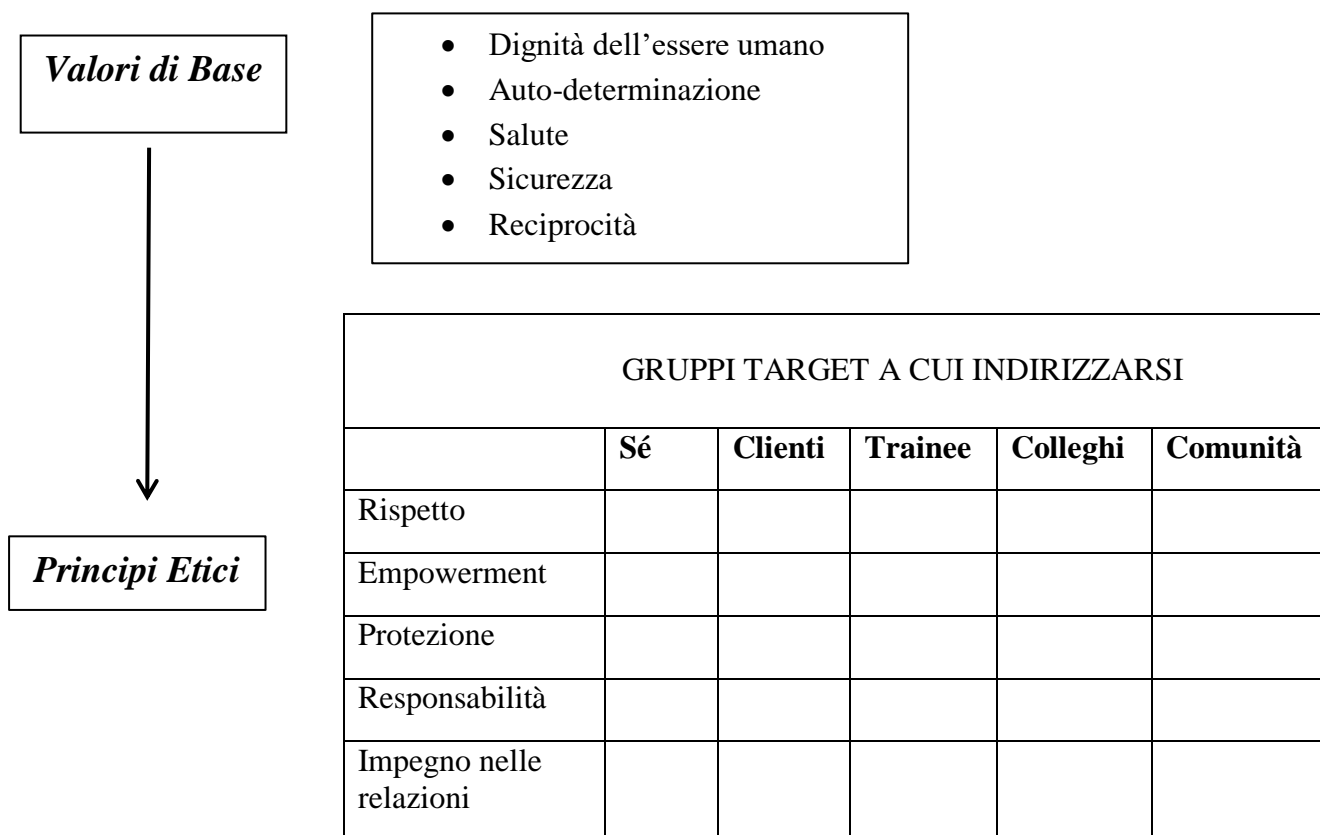 Valori di Base
• Dignità dell’essere umano
• Auto-determinazione
• Salute
• Sicurezza
• Reciprocità
GRUPPI TARGET A CUI INDIRIZZARSI
Sé Clienti Trainee Colleghi Comunità
Rispetto
Principi Etici
Empowerment
Protezione
Responsabilità
Impegno nelle
relazioni